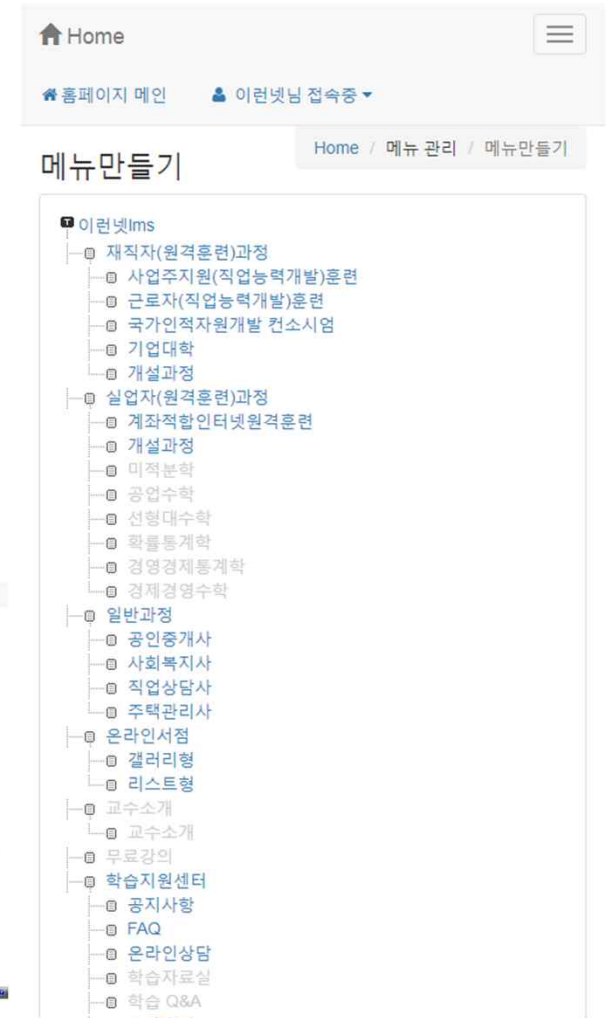 Home
홈페이지 메인 이런넷님 접속중
메뉴만들기
Home / 메뉴 관리 / 메뉴만들기
이런넷lms
재직자(원격훈련)과정
사업주지원(직업능력개발)훈련
근로자(직업능력개발)훈련
국가인적자원개발 컨소시엄
기업대학
개설과정
실업자(원격훈련)과정
계좌적합인터넷원격훈련
개설과정
미적분학
공업수학
선형대수학
확률통계학
경영경제통계학
경제경영수학
일반과정
공인중개사
사회복지사
직업상담사
주택관리사
온라인서점
갤러리형
리스트형
교수소개
교수소개
무료강의
학습지원센터
공지사항
FAQ
온라인상담
학습자료실
학습 Q&A